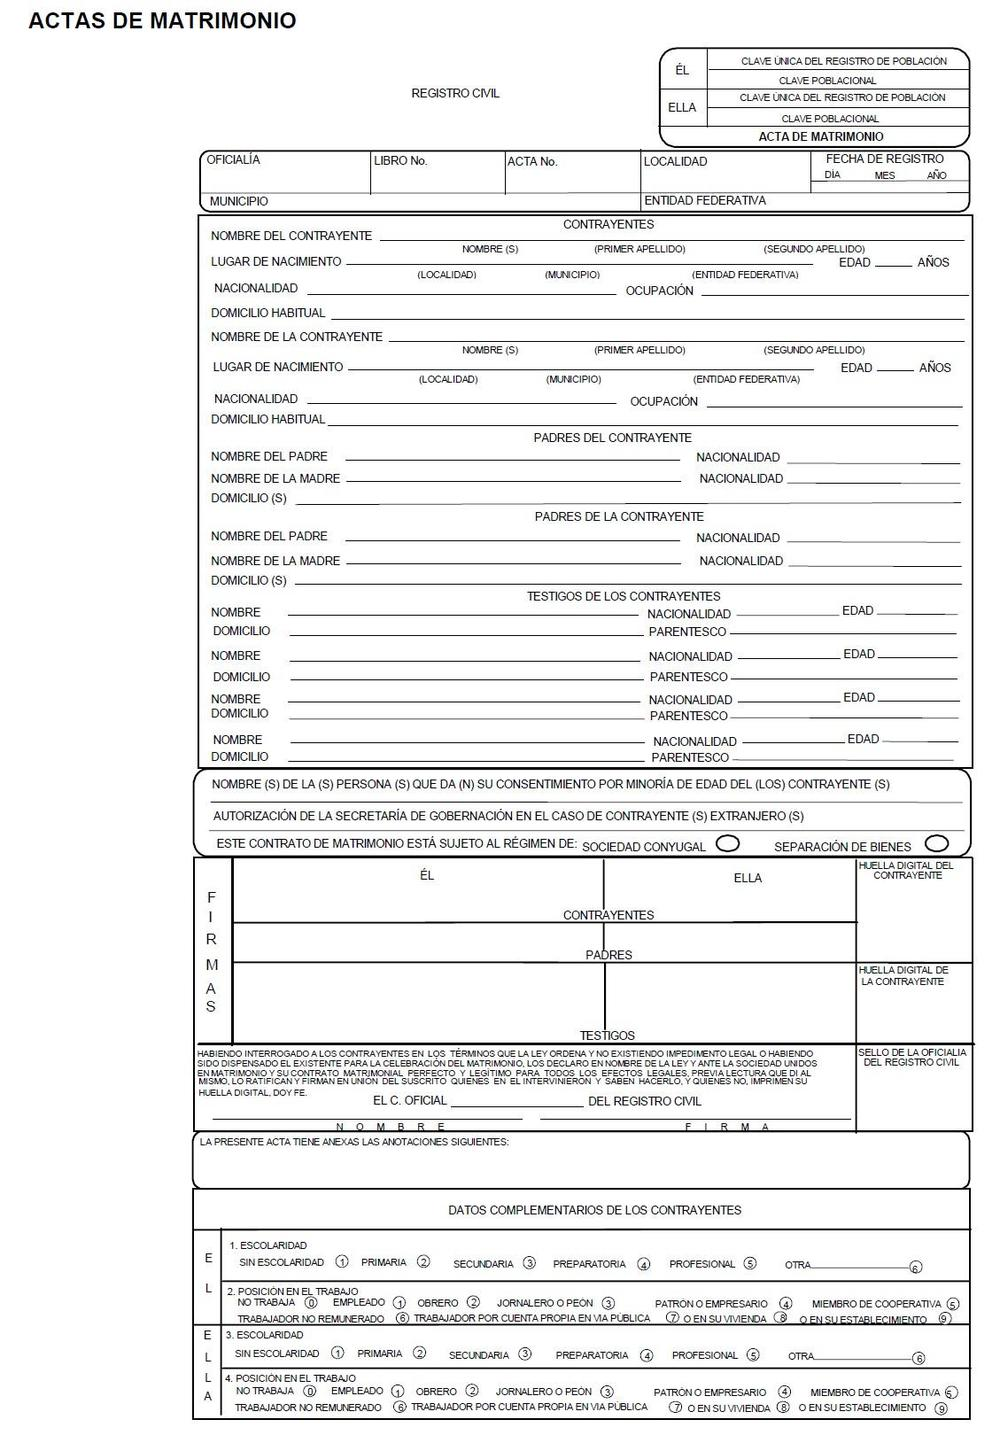 ACTAS DE MATRIMONIO
REGISTRO CIVIL
ÉL
CLAVE ÚNICA DEL REGISTRO DE POBLACIÓN
CLAVE POBLACIONAL
ELLA
CLAVE ÚNICA DEL REGISTRO DE POBLACIÓN
CLAVE POBLACIONAL
ACTA DE MATRIMONIO
OFICIALÍA LIBRO No. ACTA No. LOCALIDAD FECHA DE REGISTRO
DÍA MES AÑO
MUNICIPIO ENTIDAD FEDERATIVA
CONTRAYENTES
NOMBRE DEL CONTRAYENTE
NOMBRE (S) (PRIMER APELLIDO) (SEGUNDO APELLIDO)
LUGAR DE NACIMIENTO EDAD AÑOS
(LOCALIDAD) (MUNICIPIO) (ENTIDAD FEDERATIVA)
NACIONALIDAD OCUPACIÓN
DOMICILIO HABITUAL
NOMBRE DE LA CONTRAYENTE
NOMBRE (S) (PRIMER APELLIDO) (SEGUNDO APELLIDO)
LUGAR DE NACIMIENTO EDAD AÑOS
(LOCALIDAD) (MUNICIPIO) (ENTIDAD FEDERATIVA)
NACIONALIDAD OCUPACIÓN
DOMICILIO HABITUAL
PADRES DEL CONTRAYENTE
NOMBRE DEL PADRE NACIONALIDAD
NOMBRE DE LA MADRE NACIONALIDAD
DOMICILIO (S)
PADRES DE LA CONTRAYENTE
NOMBRE DEL PADRE NACIONALIDAD
NOMBRE DE LA MADRE NACIONALIDAD
DOMICILIO (S)
TESTIGOS DE LOS CONTRAYENTES
NOMBRE NACIONALIDAD EDAD
DOMICILIO PARENTESCO
NOMBRE NACIONALIDAD EDAD
DOMICILIO PARENTESCO
NOMBRE NACIONALIDAD EDAD
DOMICILIO PARENTESCO
NOMBRE NACIONALIDAD EDAD
DOMICILIO PARENTESCO
NOMBRE (S) DE LA (S) PERSONA (S) QUE DA (N) SU CONSENTIMIENTO POR MINORÍA DE EDAD DEL (LOS) CONTRAYENTE (S)
AUTORIZACIÓN DE LA SECRETARÍA DE GOBERNACIÓN EN EL CASO DE CONTRAYENTE (S) EXTRANJERO (S)
ESTE CONTRATO DE MATRIMONIO ESTÁ SUJETO AL RÉGIMEN DE: SOCIEDAD CONYUGAL SEPARACIÓN DE BIENES
FIRMAS
ÉL ELLA
CONTRAYENTES
PADRES
TESTIGOS
HUELLA DIGITAL DEL
CONTRAYENTE
HUELLA DIGITAL DE
LA CONTRAYENTE
HABIENDO INTERROGADO A LOS CONTRAYENTES EN LOS TÉRMINOS QUE LA LEY ORDENA Y NO EXISTIENDO IMPEDIMENTO LEGAL O HABIENDO
SIDO DISPENSADO EL EXISTENTE PARA LA CELEBRACIÓN DEL MATRIMONIO, LOS DECLARO EN NOMBRE DE LA LEY Y ANTE LA SOCIEDAD UNIDOS
EN MATRIMONIO Y SU CONTRATO MATRIMONIAL PERFECTO Y LEGÍTIMO PARA TODOS LOS EFECTOS LEGALES, PREVIA LECTURA QUE DI AL
MISMO, LO RATIFICAN Y FIRMAN EN UNIÓN DEL SUSCRITO QUIENES EN EL INTERVINIERON Y SABEN HACERLO, Y QUIENES NO, IMPRIMEN SU
HUELLA DIGITAL, DOY FE.
EL C. OFICIAL DEL REGISTRO CIVIL
NOMBRE FIRMA
SELLO DE LA OFICIALIA
DEL REGISTRO CIVIL
LA PRESENTE ACTA TIENE ANEXAS LAS ANOTACIONES SIGUIENTES:
DATOS COMPLEMENTARIOS DE LOS CONTRAYENTES
EL
1. ESCOLARIDAD
SIN ESCOLARIDAD 1 PRIMARIA 2 SECUNDARIA 3 PREPARATORIA 4 PROFESIONAL 5 OTRA 6
2. POSICIÓN EN EL TRABAJO
NO TRABAJA 0 EMPLEADO 1 OBRERO 2 JORNALERO O PEÓN 3 PATRÓN O EMPRESARIO 4 MIEMBRO DE COOPERATIVA 5
TRABAJADOR NO REMUNERADO 6 TRABAJADOR POR CUENTA PROPIA EN VIA PÚBLICA 7 O EN SU VIVIENDA 8 O EN SU ESTABLECIMIENTO 9
ELLA
3. ESCOLARIDAD
SIN ESCOLARIDAD 1 PRIMARIA 2 SECUNDARIA 3 PREPARATORIA 4 PROFESIONAL 5 OTRA 6
4. POSICIÓN EN EL TRABAJO
NO TRABAJA 0 EMPLEADO 1 OBRERO 2 JORNALERO O PEÓN 3 PATRÓN O EMPRESARIO 4 MIEMBRO DE COOPERATIVA 5
TRABAJADOR NO REMUNERADO 6 TRABAJADOR POR CUENTA PROPIA EN VIA PÚBLICA 7 O EN SU VIVIENDA 8 O EN SU ESTABLECIMIENTO 9